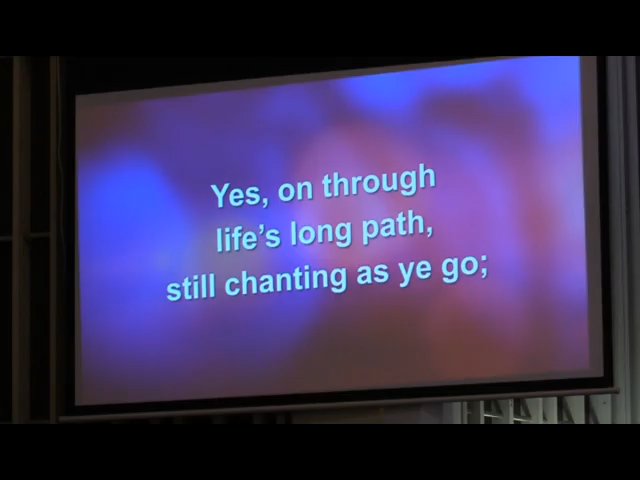 Yes, on through
life's long path,
still chanting as ye go;